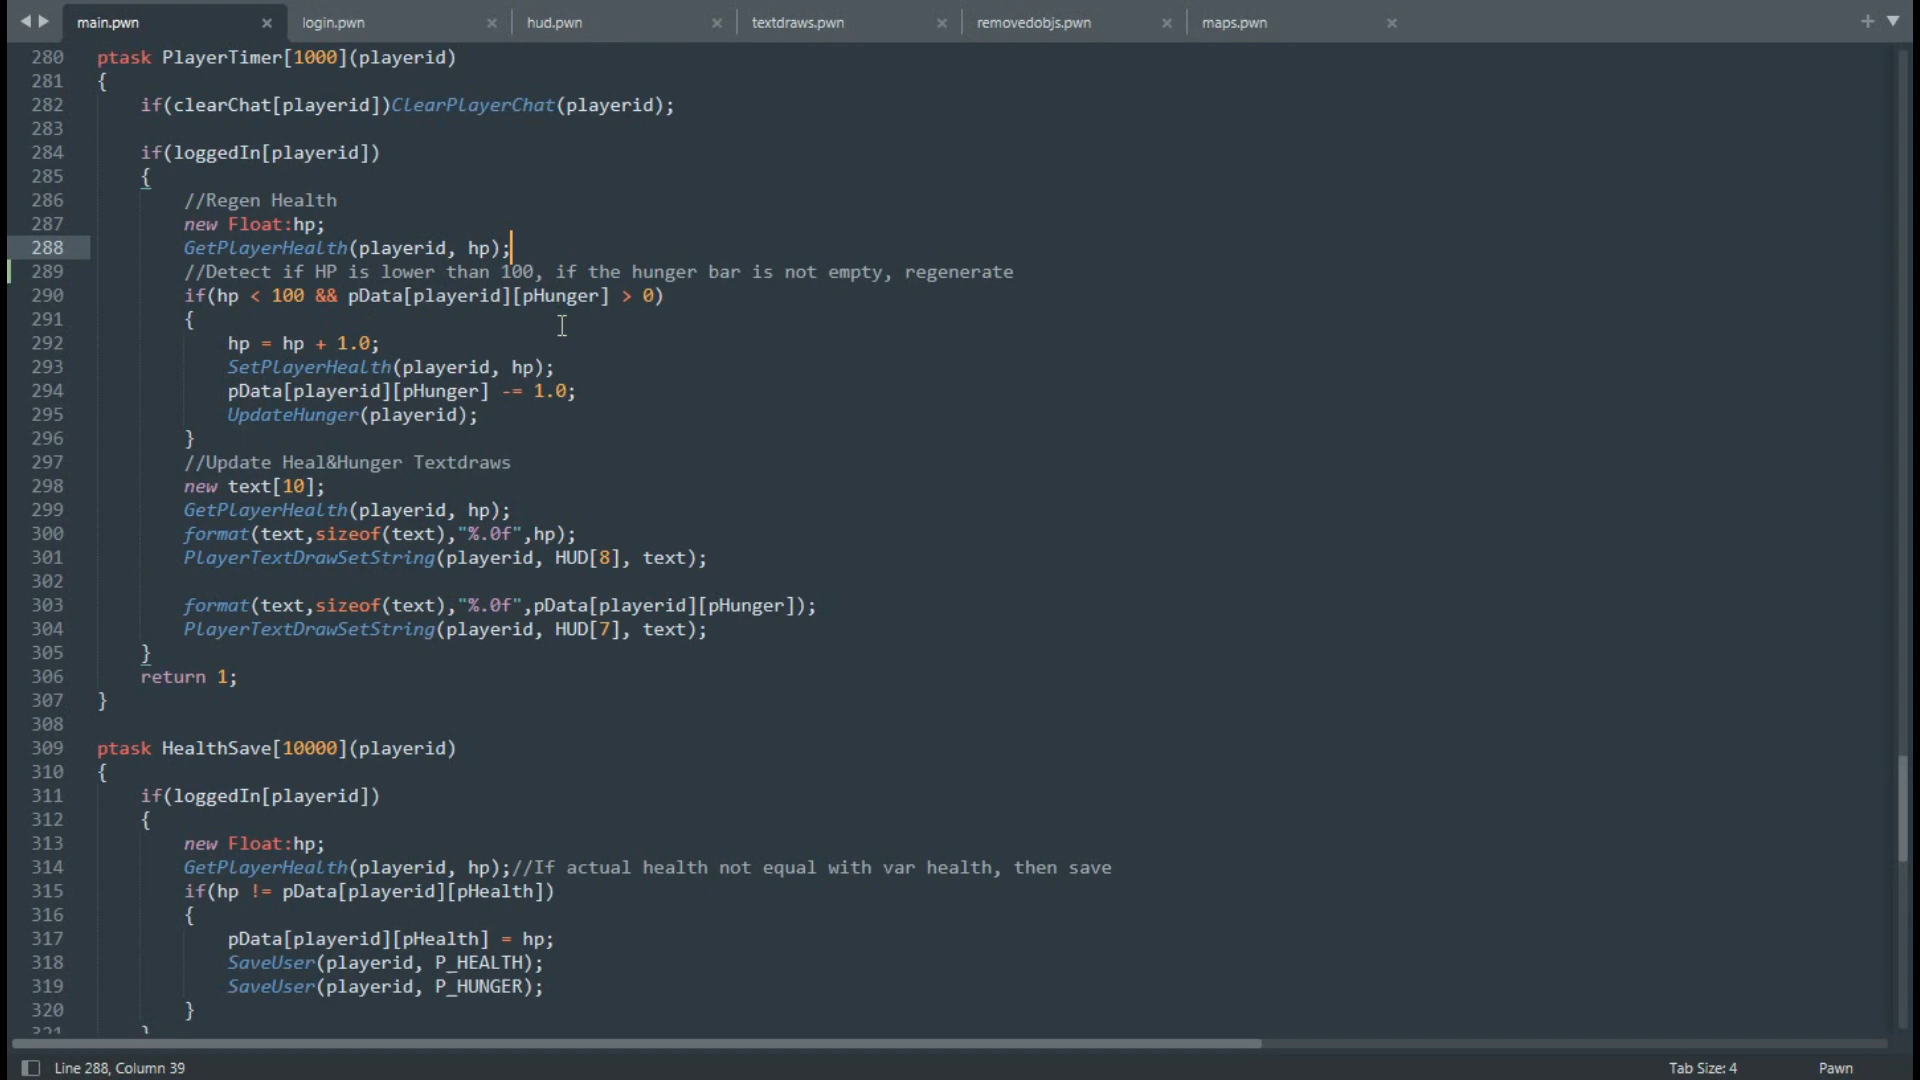 main.pwn login.pwn hud.pwn textdraws.pwn removedobjs.pwn maps.pwn
280 ptask PlayerTimer[1000](playerid)
281 {
282 if(clearChat[playerid])ClearPlayerChat(playerid);
283
284 if(loggedIn[playerid])
285 {
286 //Regen Health
287 new Float:hp;
288 GetPlayerHealth(playerid, hp);
289 //Detect if HP is lower than 100, if the hunger bar is not empty, regenerate
290 if(hp < 100 && pData[playerid][pHunger] > 0)
291 {
292 hp = hp + 1.0;
293 SetPlayerHealth(playerid, hp);
294 pData[playerid][pHunger] -= 1.0;
295 UpdateHunger(playerid);
296 }
297 //Update Heal&Hunger Textdraws
298 new text[10];
299 GetPlayerHealth(playerid, hp);
300 format(text,sizeof(text),"%.0f",hp);
301 PlayerTextDrawSetString(playerid, HUD[8], text);
302
303 format(text,sizeof(text),"%.0f",pData[playerid][pHunger]);
304 PlayerTextDrawSetString(playerid, HUD[7], text);
305 }
306 return 1;
307 }
308
309 ptask HealthSave[10000](playerid)
310 {
311 if(loggedIn[playerid])
312 {
313 new Float:hp;
314 GetPlayerHealth(playerid, hp);//If actual health not equal with var health, then save
315 if(hp != pData[playerid][pHealth])
316 {
317 pData[playerid][pHealth] = hp;
318 SaveUser(playerid, P_HEALTH);
319 SaveUser(playerid, P_HUNGER);
320 }
321 }
Line 288, Column 39 Tab Size: 4 Pawn